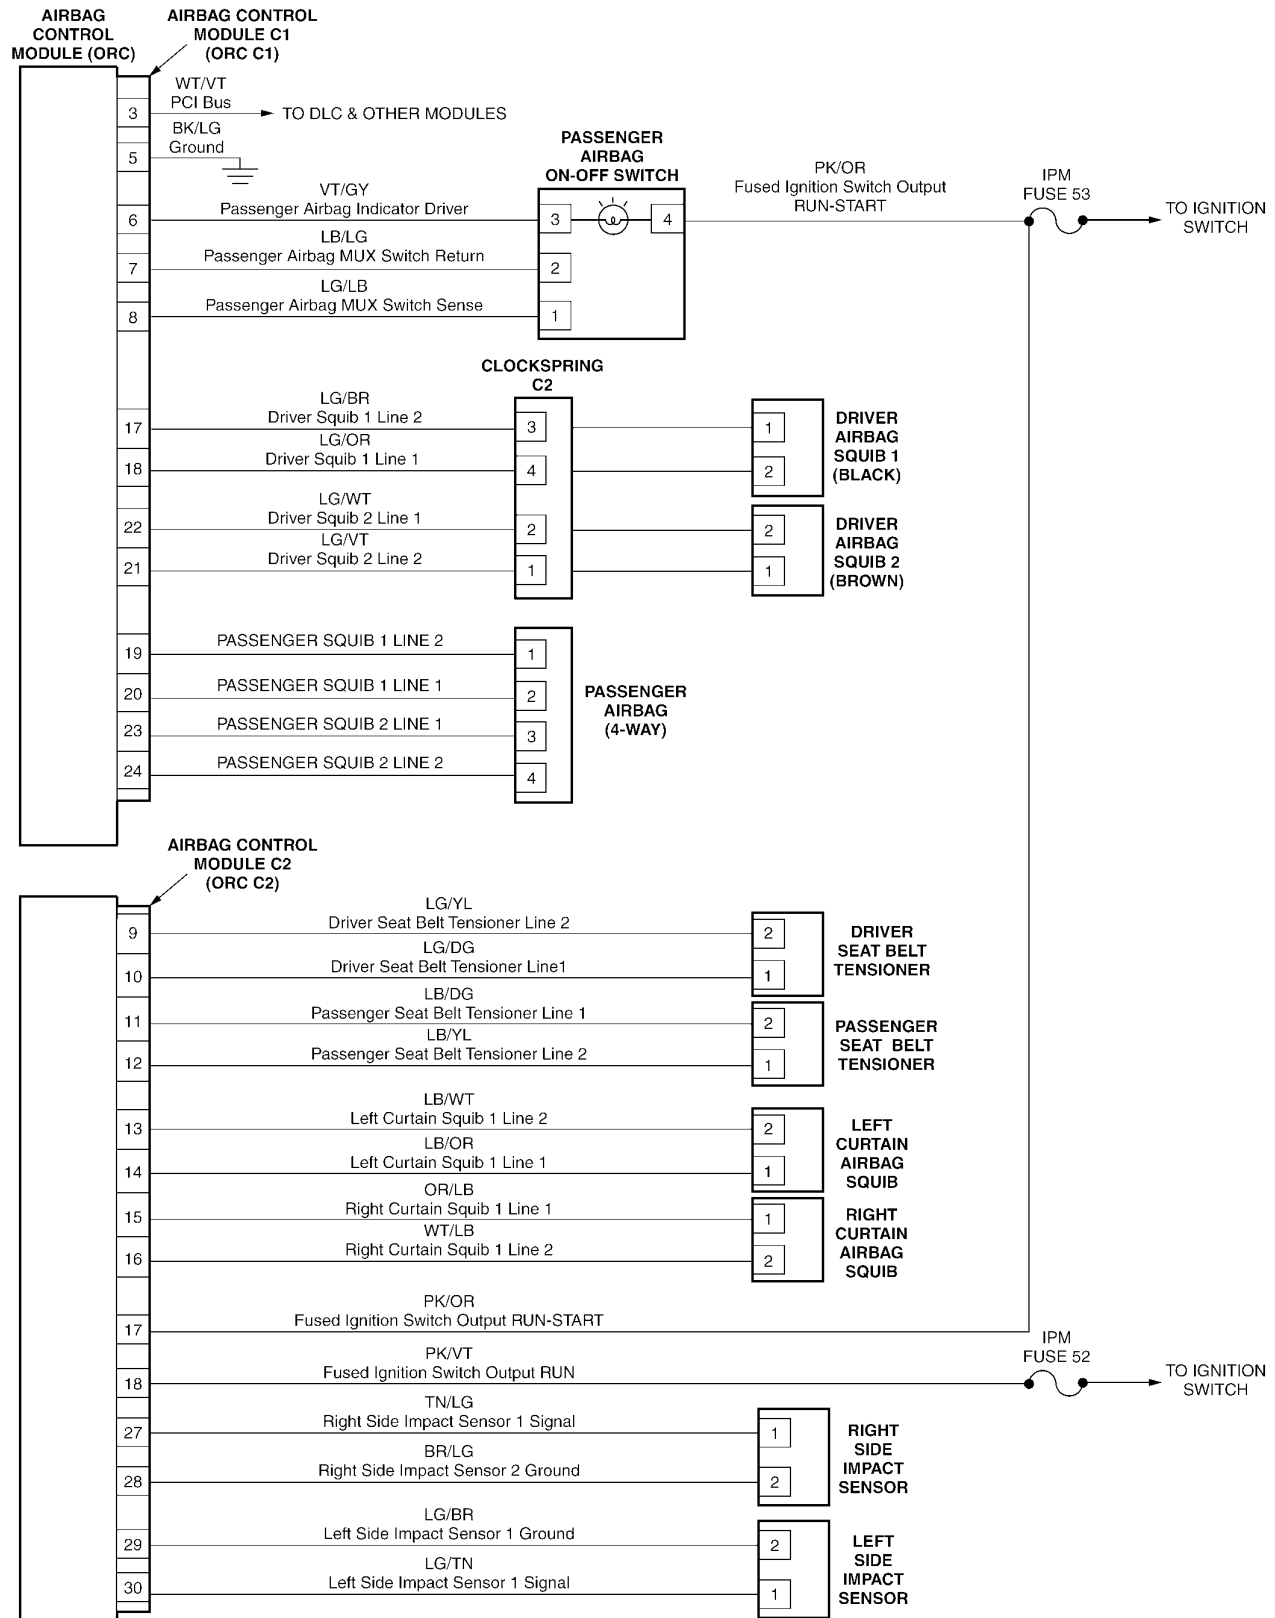 AIRBAG
CONTROL
MODULE (ORC)
AIRBAG CONTROL
MODULE C1
(ORC C1)
WT/VT
PCI Bus
3
TO DLC & OTHER MODULES
BK/LG
Ground
5
PASSENGER
AIRBAG
ON-OFF SWITCH
VT/GY
Passenger Airbag Indicator Driver
6
3
4
PK/OR
Fused Ignition Switch Output
RUN-START
IPM
FUSE 53
TO IGNITION
SWITCH
LB/LG
Passenger Airbag MUX Switch Return
7
2
LG/LB
Passenger Airbag MUX Switch Sense
8
1
CLOCKSPRING
C2
LG/BR
Driver Squib 1 Line 2
17
3
1
LG/OR
Driver Squib 1 Line 1
18
4
2
DRIVER
AIRBAG
SQUIB 1
(BLACK)
LG/WT
Driver Squib 2 Line 1
22
2
2
LG/VT
Driver Squib 2 Line 2
21
1
1
DRIVER
AIRBAG
SQUIB 2
(BROWN)
PASSENGER SQUIB 1 LINE 2
19
1
PASSENGER SQUIB 1 LINE 1
20
2
PASSENGER SQUIB 2 LINE 1
23
3
PASSENGER SQUIB 2 LINE 2
24
4
PASSENGER
AIRBAG
(4-WAY)
AIRBAG CONTROL
MODULE C2
(ORC C2)
LG/YL
Driver Seat Belt Tensioner Line 2
9
2
LG/DG
Driver Seat Belt Tensioner Line1
10
1
DRIVER
SEAT BELT
TENSIONER
LB/DG
Passenger Seat Belt Tensioner Line 1
11
2
LB/YL
Passenger Seat Belt Tensioner Line 2
12
1
PASSENGER
SEAT BELT
TENSIONER
LB/WT
Left Curtain Squib 1 Line 2
13
2
LB/OR
Left Curtain Squib 1 Line 1
14
1
LEFT
CURTAIN
AIRBAG
SQUIB
OR/LB
Right Curtain Squib 1 Line 1
15
1
WT/LB
Right Curtain Squib 1 Line 2
16
2
RIGHT
CURTAIN
AIRBAG
SQUIB
PK/OR
Fused Ignition Switch Output RUN-START
17
PK/VT
Fused Ignition Switch Output RUN
18
IPM
FUSE 52
TO IGNITION
SWITCH
TN/LG
Right Side Impact Sensor 1 Signal
27
1
BR/LG
Right Side Impact Sensor 2 Ground
28
2
RIGHT
SIDE
IMPACT
SENSOR
LG/BR
Left Side Impact Sensor 1 Ground
29
2
LG/TN
Left Side Impact Sensor 1 Signal
30
1
LEFT
SIDE
IMPACT
SENSOR